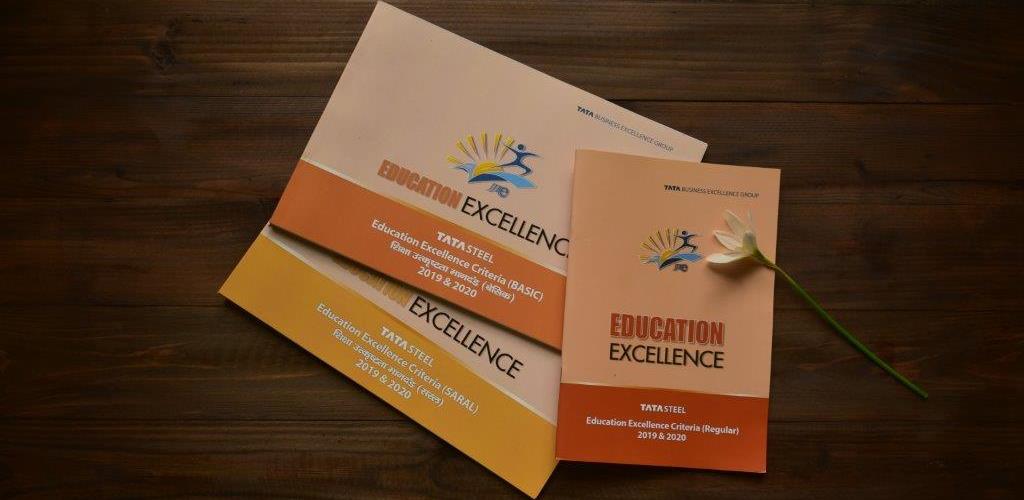 TATA BUSINESS EXCELLENCE GROUP
EDUCATION EXCELLENC
TATA STEEL
Education Excellence Criteria (BASIC)
शिक्षा उत्कृष्टता मानदंड (बेसिक)
2019 & 2020
EXCELLENCE
TATA STEEL
Education Excellence Criteria (SARAL)
शिक्षा उत्कृष्टता मानदंड (सरल)
2019 & 2020
TATA BUSINESS EXCELLENCE GROUP
EDUCATION
EXCELLENCE
TATA STEEL
Education Excellence Criteria (Regular)
2019 & 2020